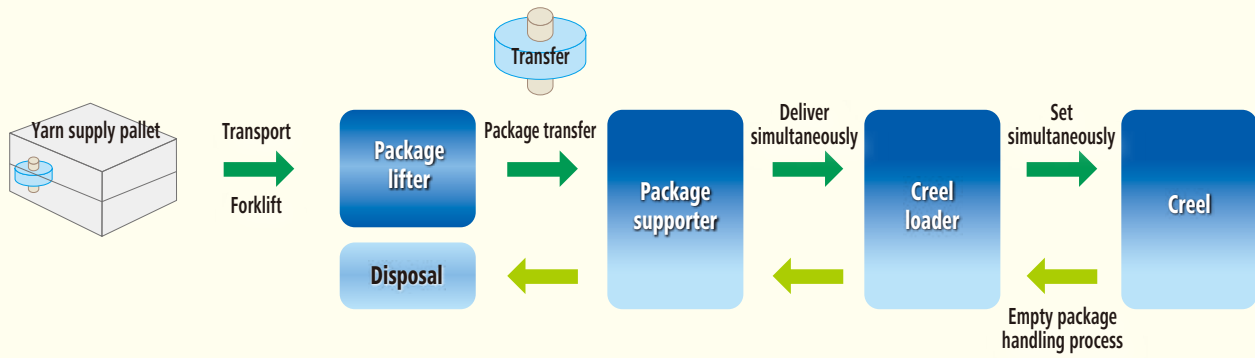 Transfer
Yarn supply pallet
Transport
Forklift
Package
lifter
Package transfer
Package
supporter
Deliver
simultaneously
Creel
loader
Set
simultaneously
Creel
Disposal
Empty package
handling process